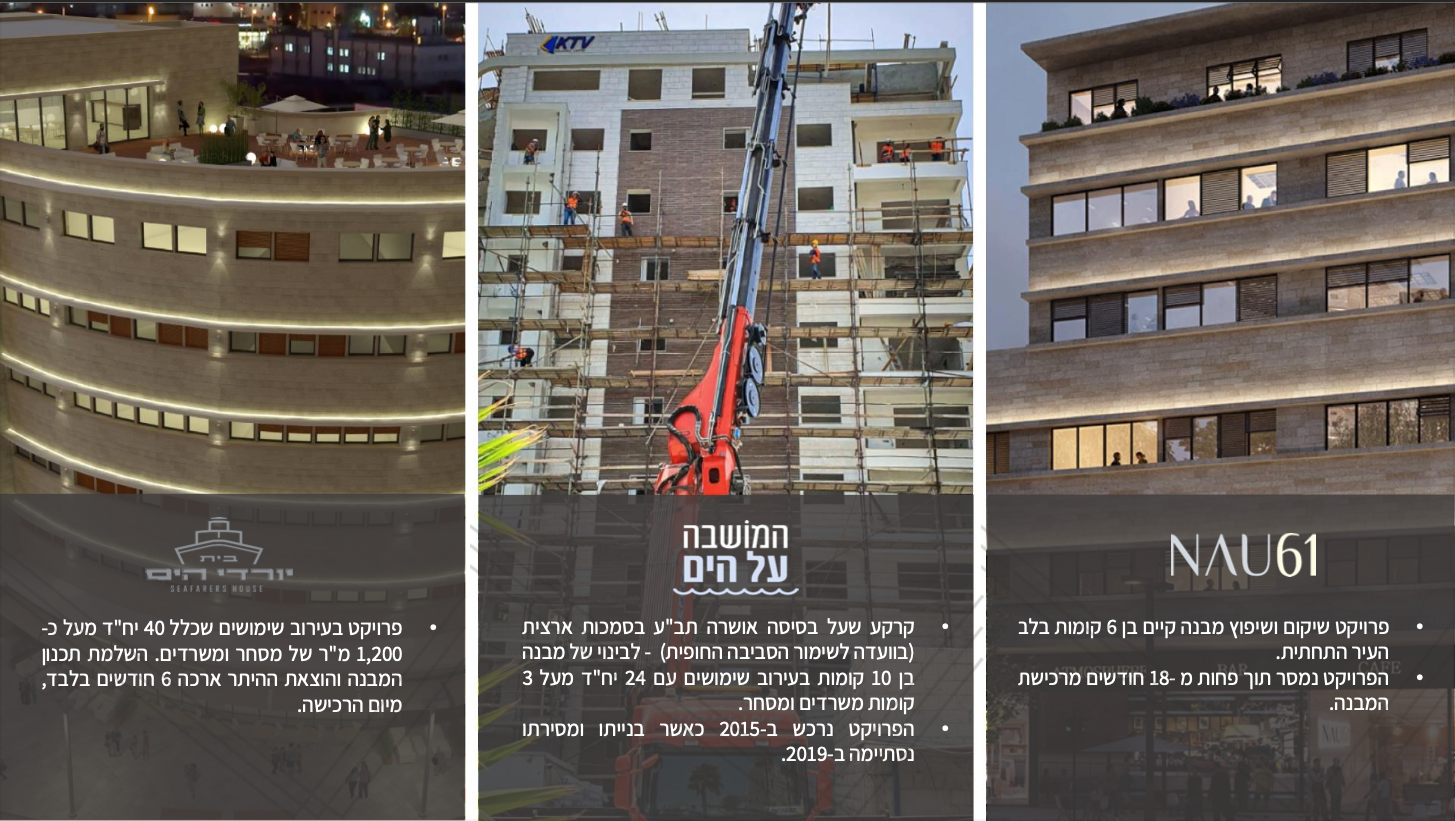 NAU61
• פרויקט שיקום ושיפוץ מבנה קיים בן 6 קומות בלב
העיר התחתית.
• הפרויקט נמסר תוך פחות מ -18 חודשים מרכישת
המבנה.
ATMOSPHERE
BAR
CAFE
NAU
KTV
המושבה
על הים
• קרקע שעל בסיסה אושרה תב"ע בסמכות ארצית
(בוועדה לשימור הסביבה החופית) - לבינוי של מבנה
בן 10 קומות בעירוב שימושים עם 24 יח"ד מעל 3
קומות משרדים ומסחר.
• הפרויקט נרכש ב-2015 כאשר בנייתו ומסירתו
נסתיימה ב-2019.
בית
יורדי הים
SEAFARERS HOUSE
• פרויקט בעירוב שימושים שכלל 40 יח"ד מעל כ-
1,200 מ"ר של מסחר ומשרדים. השלמת תכנון
המבנה והוצאת ההיתר ארכה 6 חודשים בלבד,
מיום הרכישה.